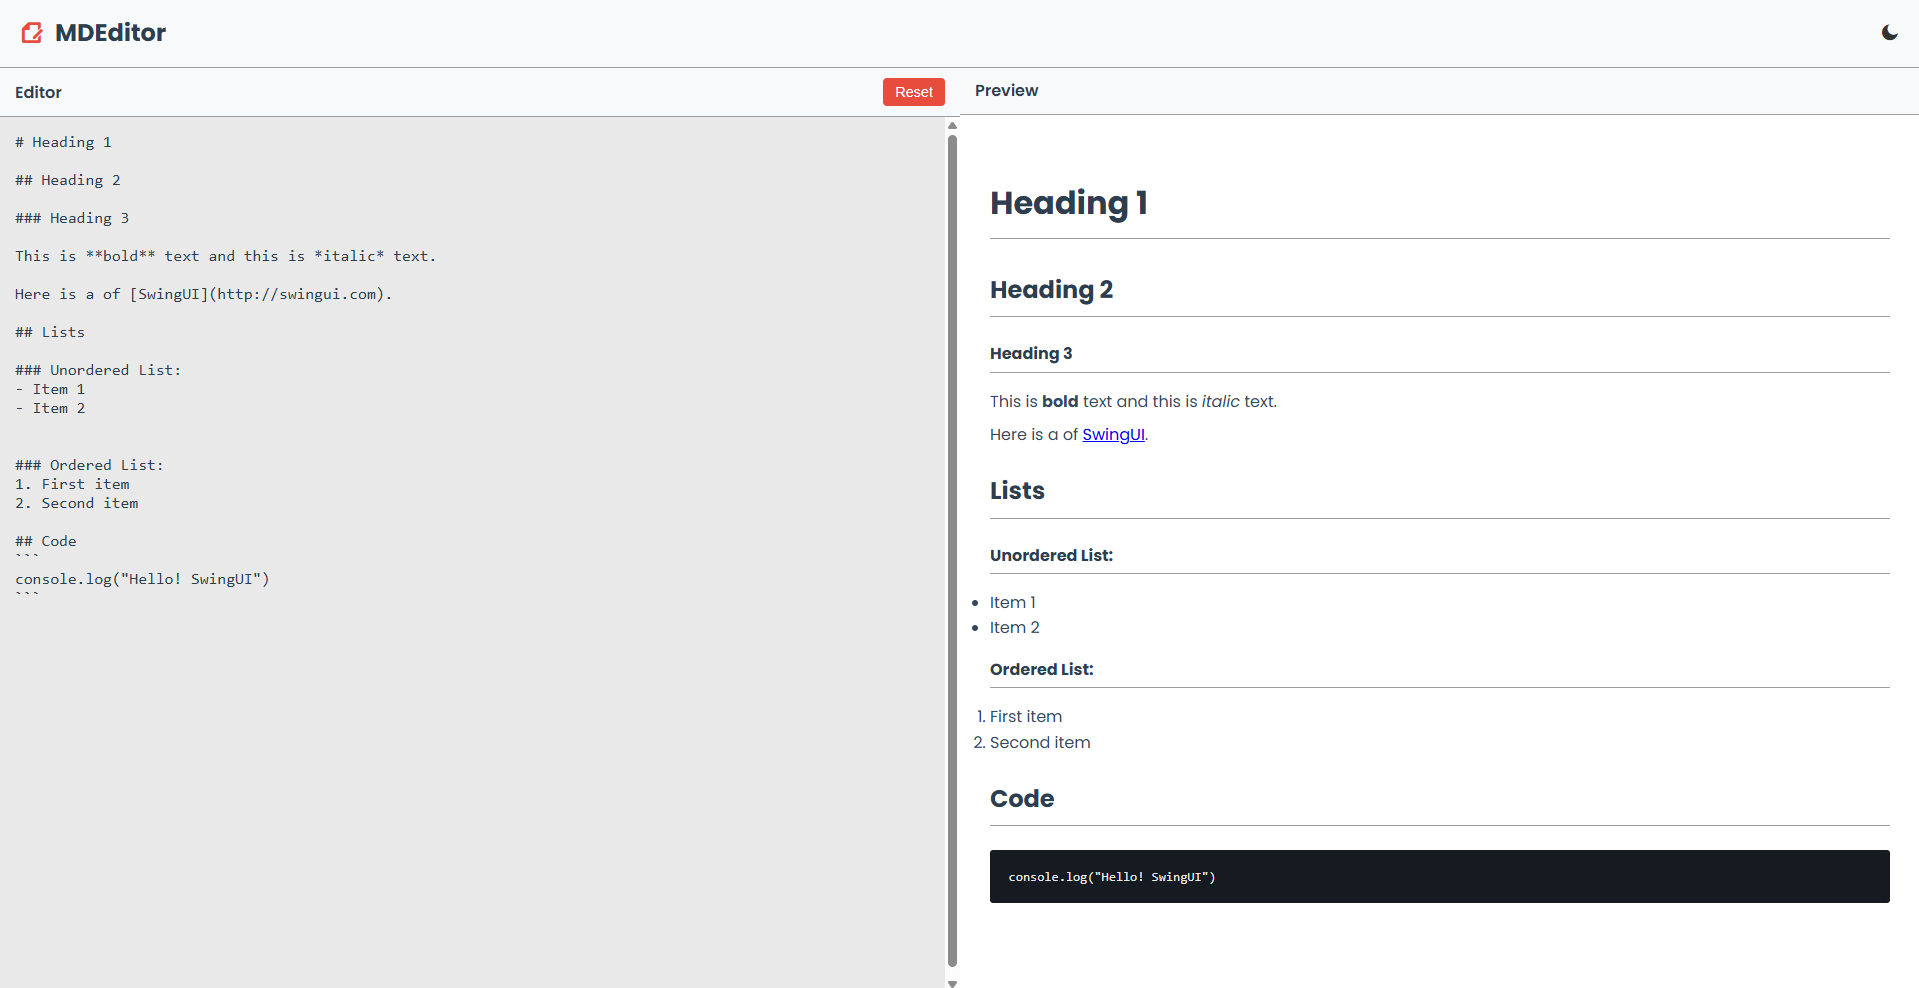 MDEditor
Editor
Reset
# Heading 1
## Heading 2
### Heading 3
This is **bold** text and this is *italic* text.
Here is a of [SwingUI](http://swingui.com).
## Lists
### Unordered List:
- Item 1
- Item 2
### Ordered List:
1. First item
2. Second item
## Code
```
console.log("Hello! SwingUI")
```
Preview
Heading 1
Heading 2
Heading 3
This is bold text and this is italic text.
Here is a of SwingUI.
Lists
Unordered List:
• Item 1
• Item 2
Ordered List:
1. First item
2. Second item
Code
console.log("Hello! SwingUI")